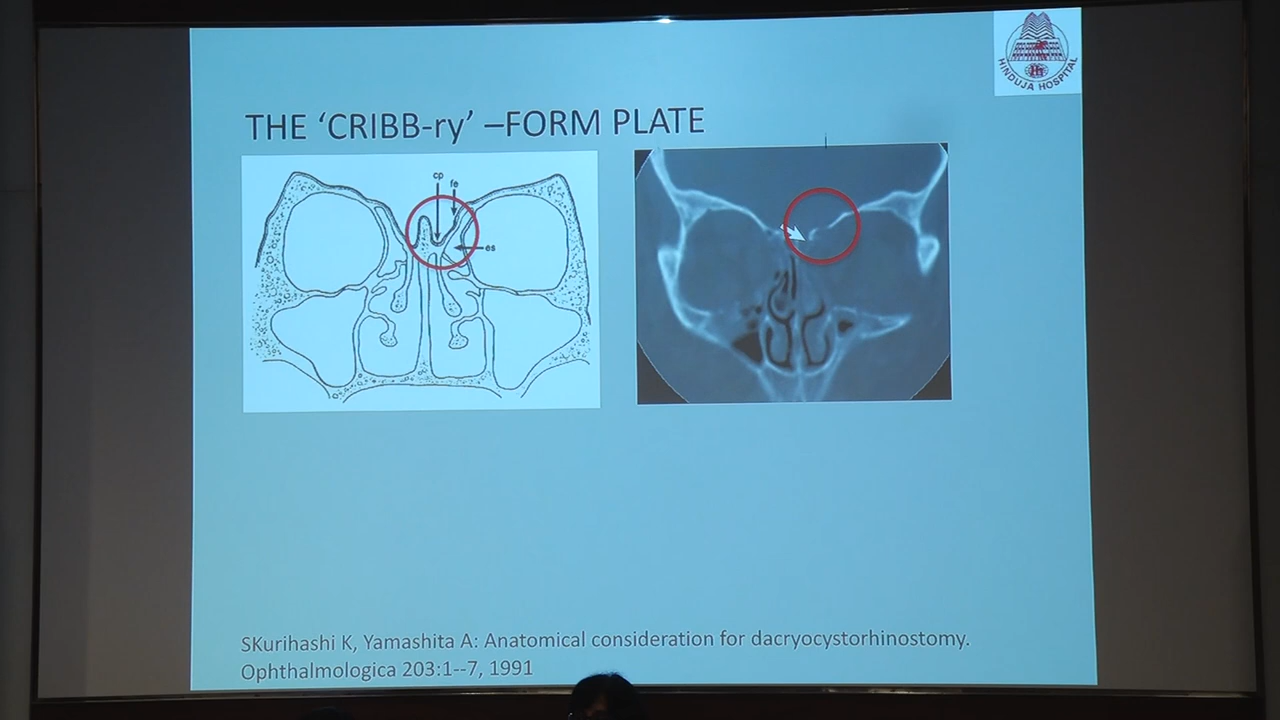 HINDUJA HOSPITAL
THE ‘CRIBB-ry’ –FORM PLATE
cp
fe
es
SKurihashi K, Yamashita A: Anatomical consideration for dacryocystorhinostomy.
Ophthalmologica 203:1--7, 1991